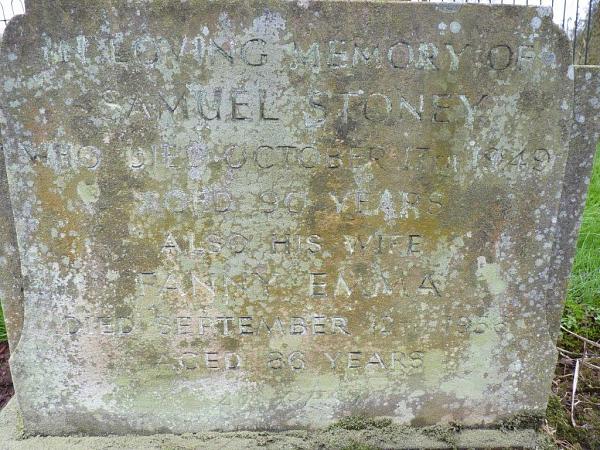 IN LOVING MEMORY OF
SAMUEL STONEY
WHO DIED OCTOBER 13TH 1949
AGED 90 YEARS
ALSO HIS WIFE
FANNY EMMA
DIED SEPTEMBER 12TH 1956
AGED 86 YEARS